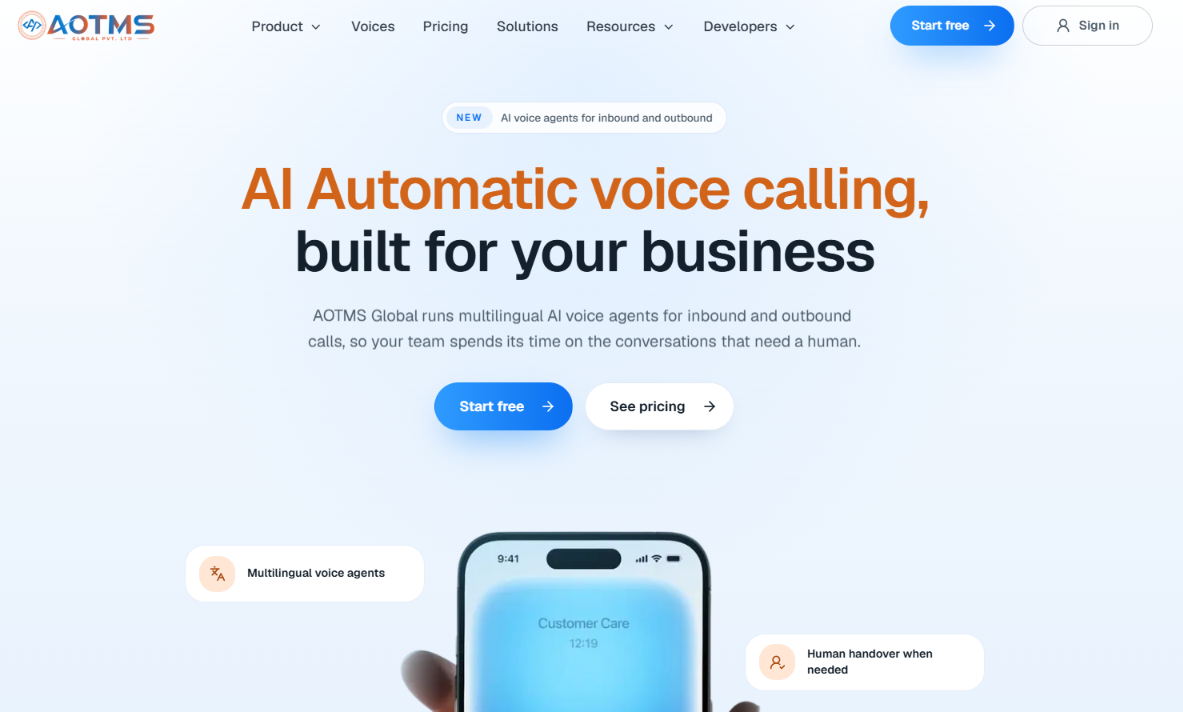 AOTMS
GLOBAL PVT. LTD
Product
Voices
Pricing
Solutions
Resources
Developers
Start free
Sign in
NEW AI voice agents for inbound and outbound
AI Automatic voice calling,
built for your business
AOTMS Global runs multilingual AI voice agents for inbound and outbound
calls, so your team spends its time on the conversations that need a human.
Start free
See pricing
9:41
Customer Care
12:19
Multilingual voice agents
Human handover when
needed